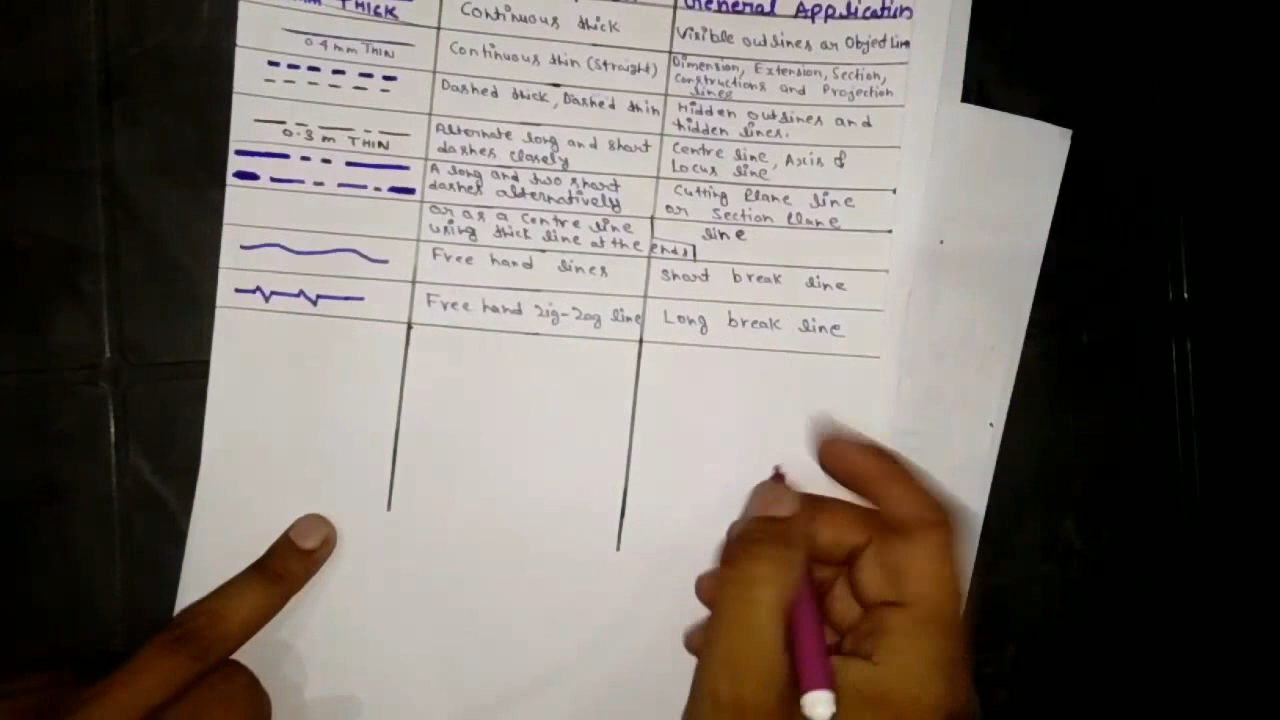 General Application
THICK
Continuous thick
Visible outlines or Object Line
0.4 mm THIN
Continuous thin (Straight)
Dimension, Extension, Section,
Constructions and Projection
lines
Dashed thick, Dashed thin
Hidden outlines and
hidden lines.
0.3 m THIN
Alternate long and short
dashes closely
Centre line, Axis of
Locus line
A long and two short
dashes alternatively
or as a centre line
using thick line at the ends
Cutting Plane line
or Section Plane
line
Free hand lines
Short break line
Free hand zig-zag line
Long break line